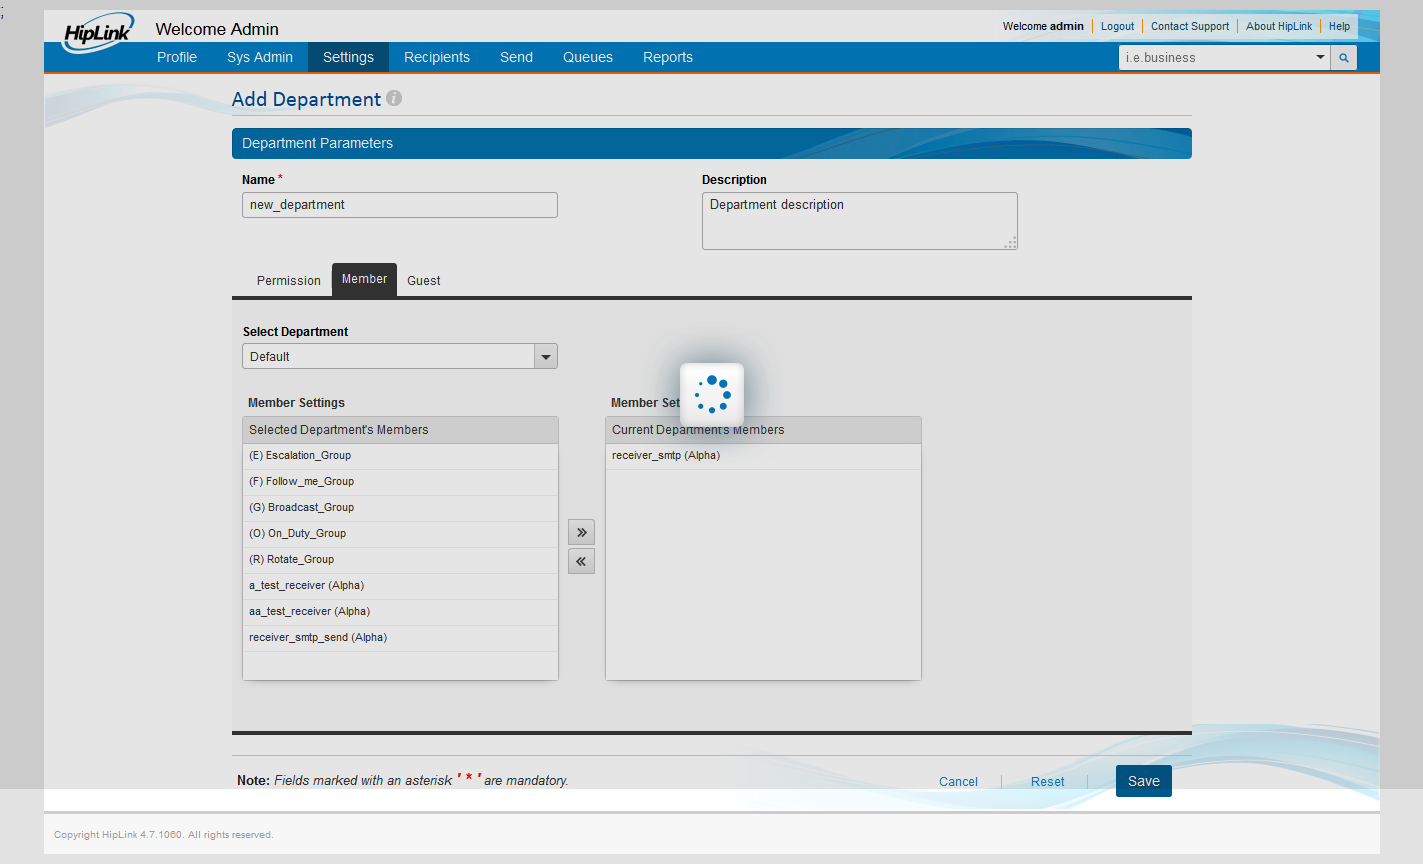 ;
HipLink
Welcome Admin
Welcome admin Logout Contact Support About HipLink Help
Profile Sys Admin Settings Recipients Send Queues Reports
i.e.business
Add Department i
Department Parameters
Name * Description
new_department Department description
Permission Member Guest
Select Department
Default
Member Settings Member Set
Selected Department's Members Current Department's Members
(E) Escalation_Group receiver_smtp (Alpha)
(F) Follow_me_Group
(G) Broadcast_Group
(O) On_Duty_Group
(R) Rotate_Group
a_test_receiver (Alpha)
aa_test_receiver (Alpha)
receiver_smtp_send (Alpha)
Note: Fields marked with an asterisk ' * ' are mandatory.
Cancel Reset Save
Copyright HipLink 4.7.1060. All rights reserved.